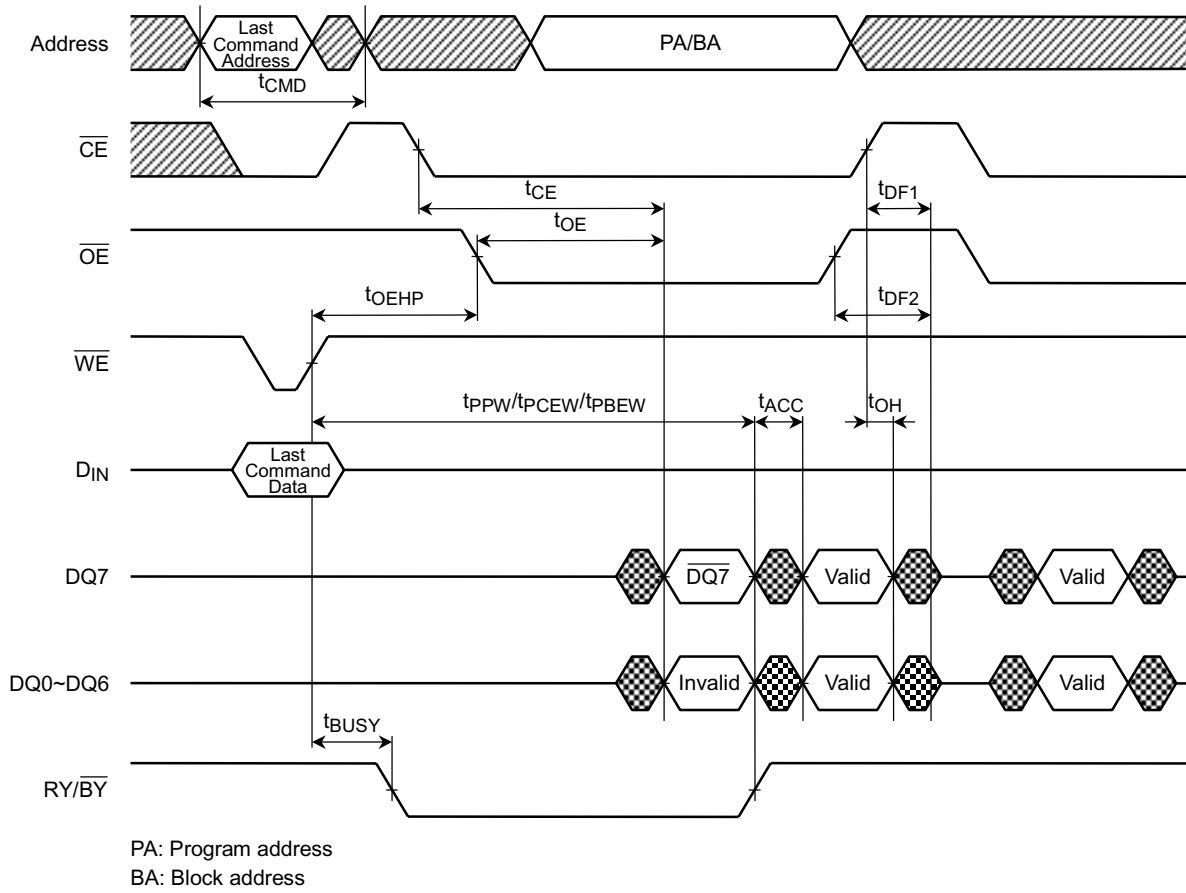 Address
Last
Command
Address
PA/BA
tCMD
CE
tCE
tDF1
tOE
OE
tOEHP
tDF2
WE
tPPW/tPCEW/tPBEW
tACC
tOH
DIN
Last
Command
Data
DQ7
DQ7
Valid
Valid
DQ0~DQ6
Invalid
Valid
Valid
tBUSY
RY/BY
PA: Program address
BA: Block address